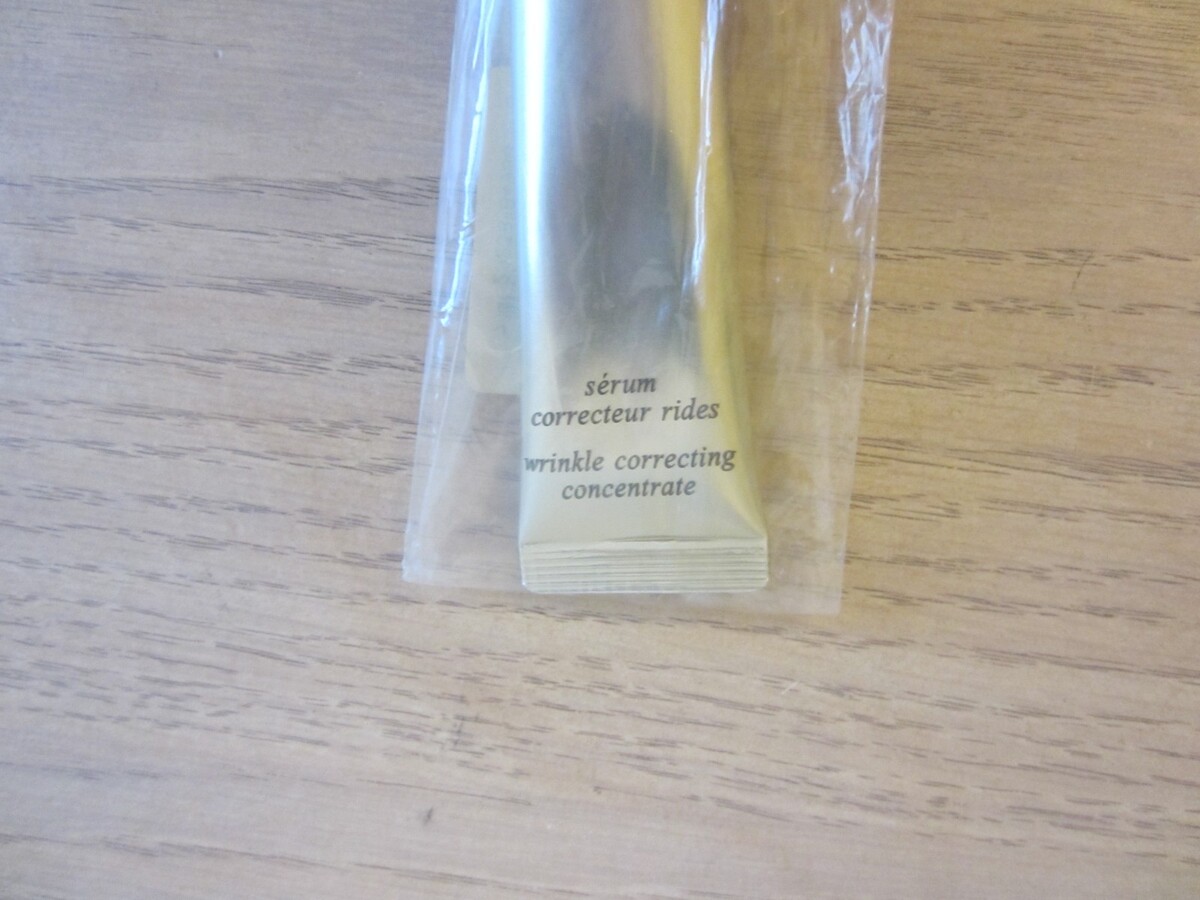 sérum
correcteur rides
wrinkle correcting
concentrate